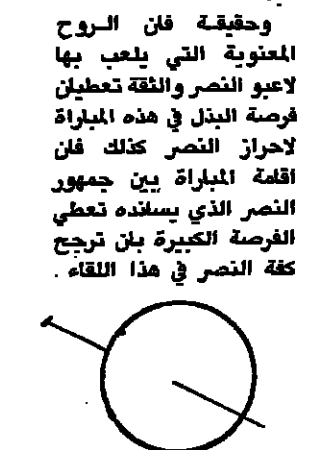 وحقيقة فان الروح
المعنوية التي يلعب بها
لاعبو النصر والثقة تعطيان
فرصة البذل في هذه المباراة
لاحراز النصر كذلك فان
اقامة المباراة بين جمهور
النصر الذي يسانده تعطي
الفرصة الكبيرة بان ترجح
كفة النصر في هذا اللقاء .